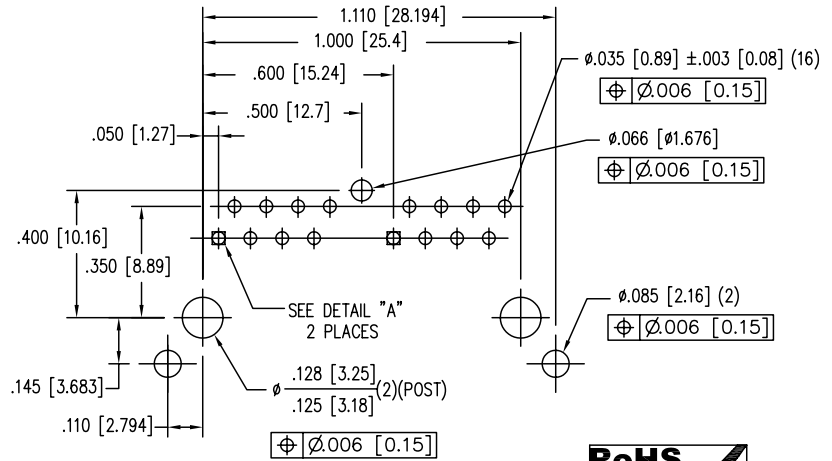 1.110 [28.194]
1.000 [25.4]
.600 [15.24]
ø.035 [0.89] ±.003 [0.08] (16)
⌖ Ø.006 [0.15]
.500 [12.7]
.050 [1.27]
ø.066 [ø1.676]
⌖ Ø.006 [0.15]
.400 [10.16]
.350 [8.89]
SEE DETAIL "A"
2 PLACES
ø.085 [2.16] (2)
⌖ Ø.006 [0.15]
.145 [3.683]
ø .128 [3.25]
.125 [3.18] (2)(POST)
.110 [2.794]
⌖ Ø.006 [0.15]
RoHS